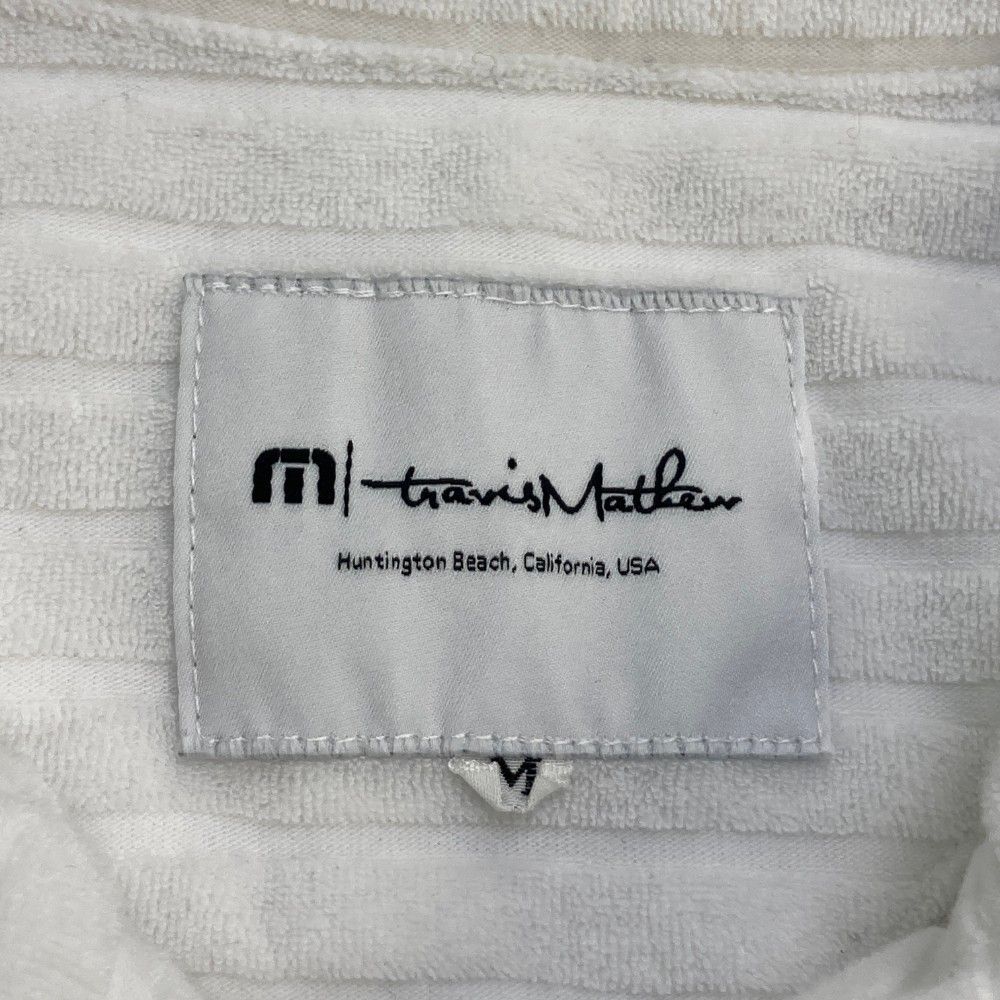 m| travisMathew
Huntington Beach, California, USA
M